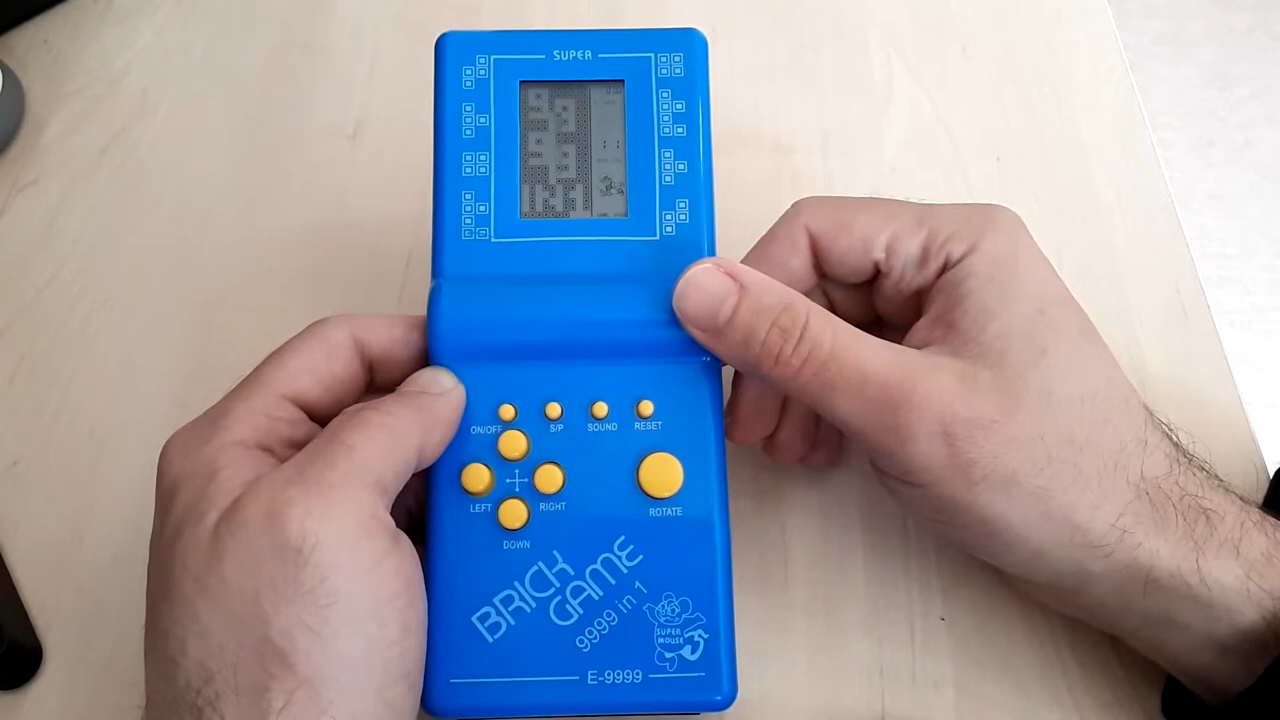 SUPER
ON/OFF
S/P
SOUND
RESET
LEFT
RIGHT
ROTATE
DOWN
BRICK
GAME
9999 in 1
SUPER
MOUSE
E-9999